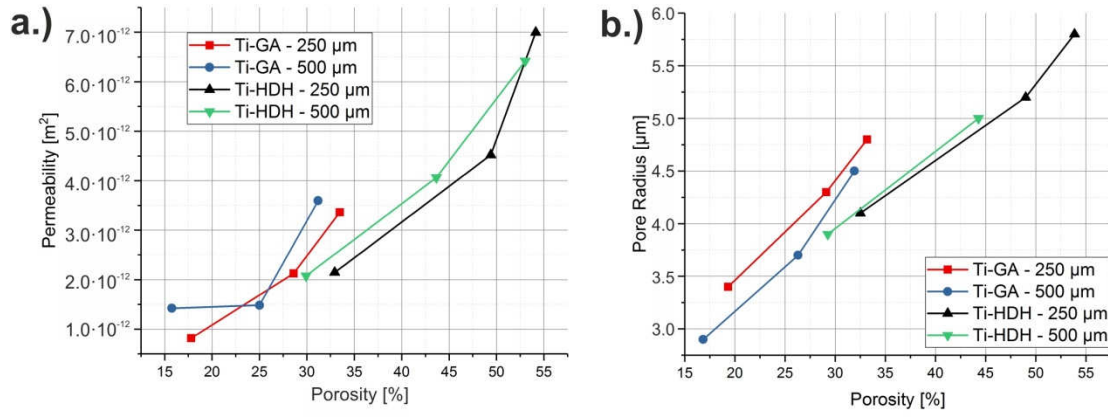 a.)
7.0·10⁻¹²
6.0·10⁻¹²
5.0·10⁻¹²
4.0·10⁻¹²
3.0·10⁻¹²
2.0·10⁻¹²
1.0·10⁻¹²
Permeability [m²]
Ti-GA - 250 µm
Ti-GA - 500 µm
Ti-HDH - 250 µm
Ti-HDH - 500 µm
15 20 25 30 35 40 45 50 55
Porosity [%]
b.)
6.0
5.5
5.0
4.5
4.0
3.5
3.0
Pore Radius [µm]
Ti-GA - 250 µm
Ti-GA - 500 µm
Ti-HDH - 250 µm
Ti-HDH - 500 µm
15 20 25 30 35 40 45 50 55
Porosity [%]